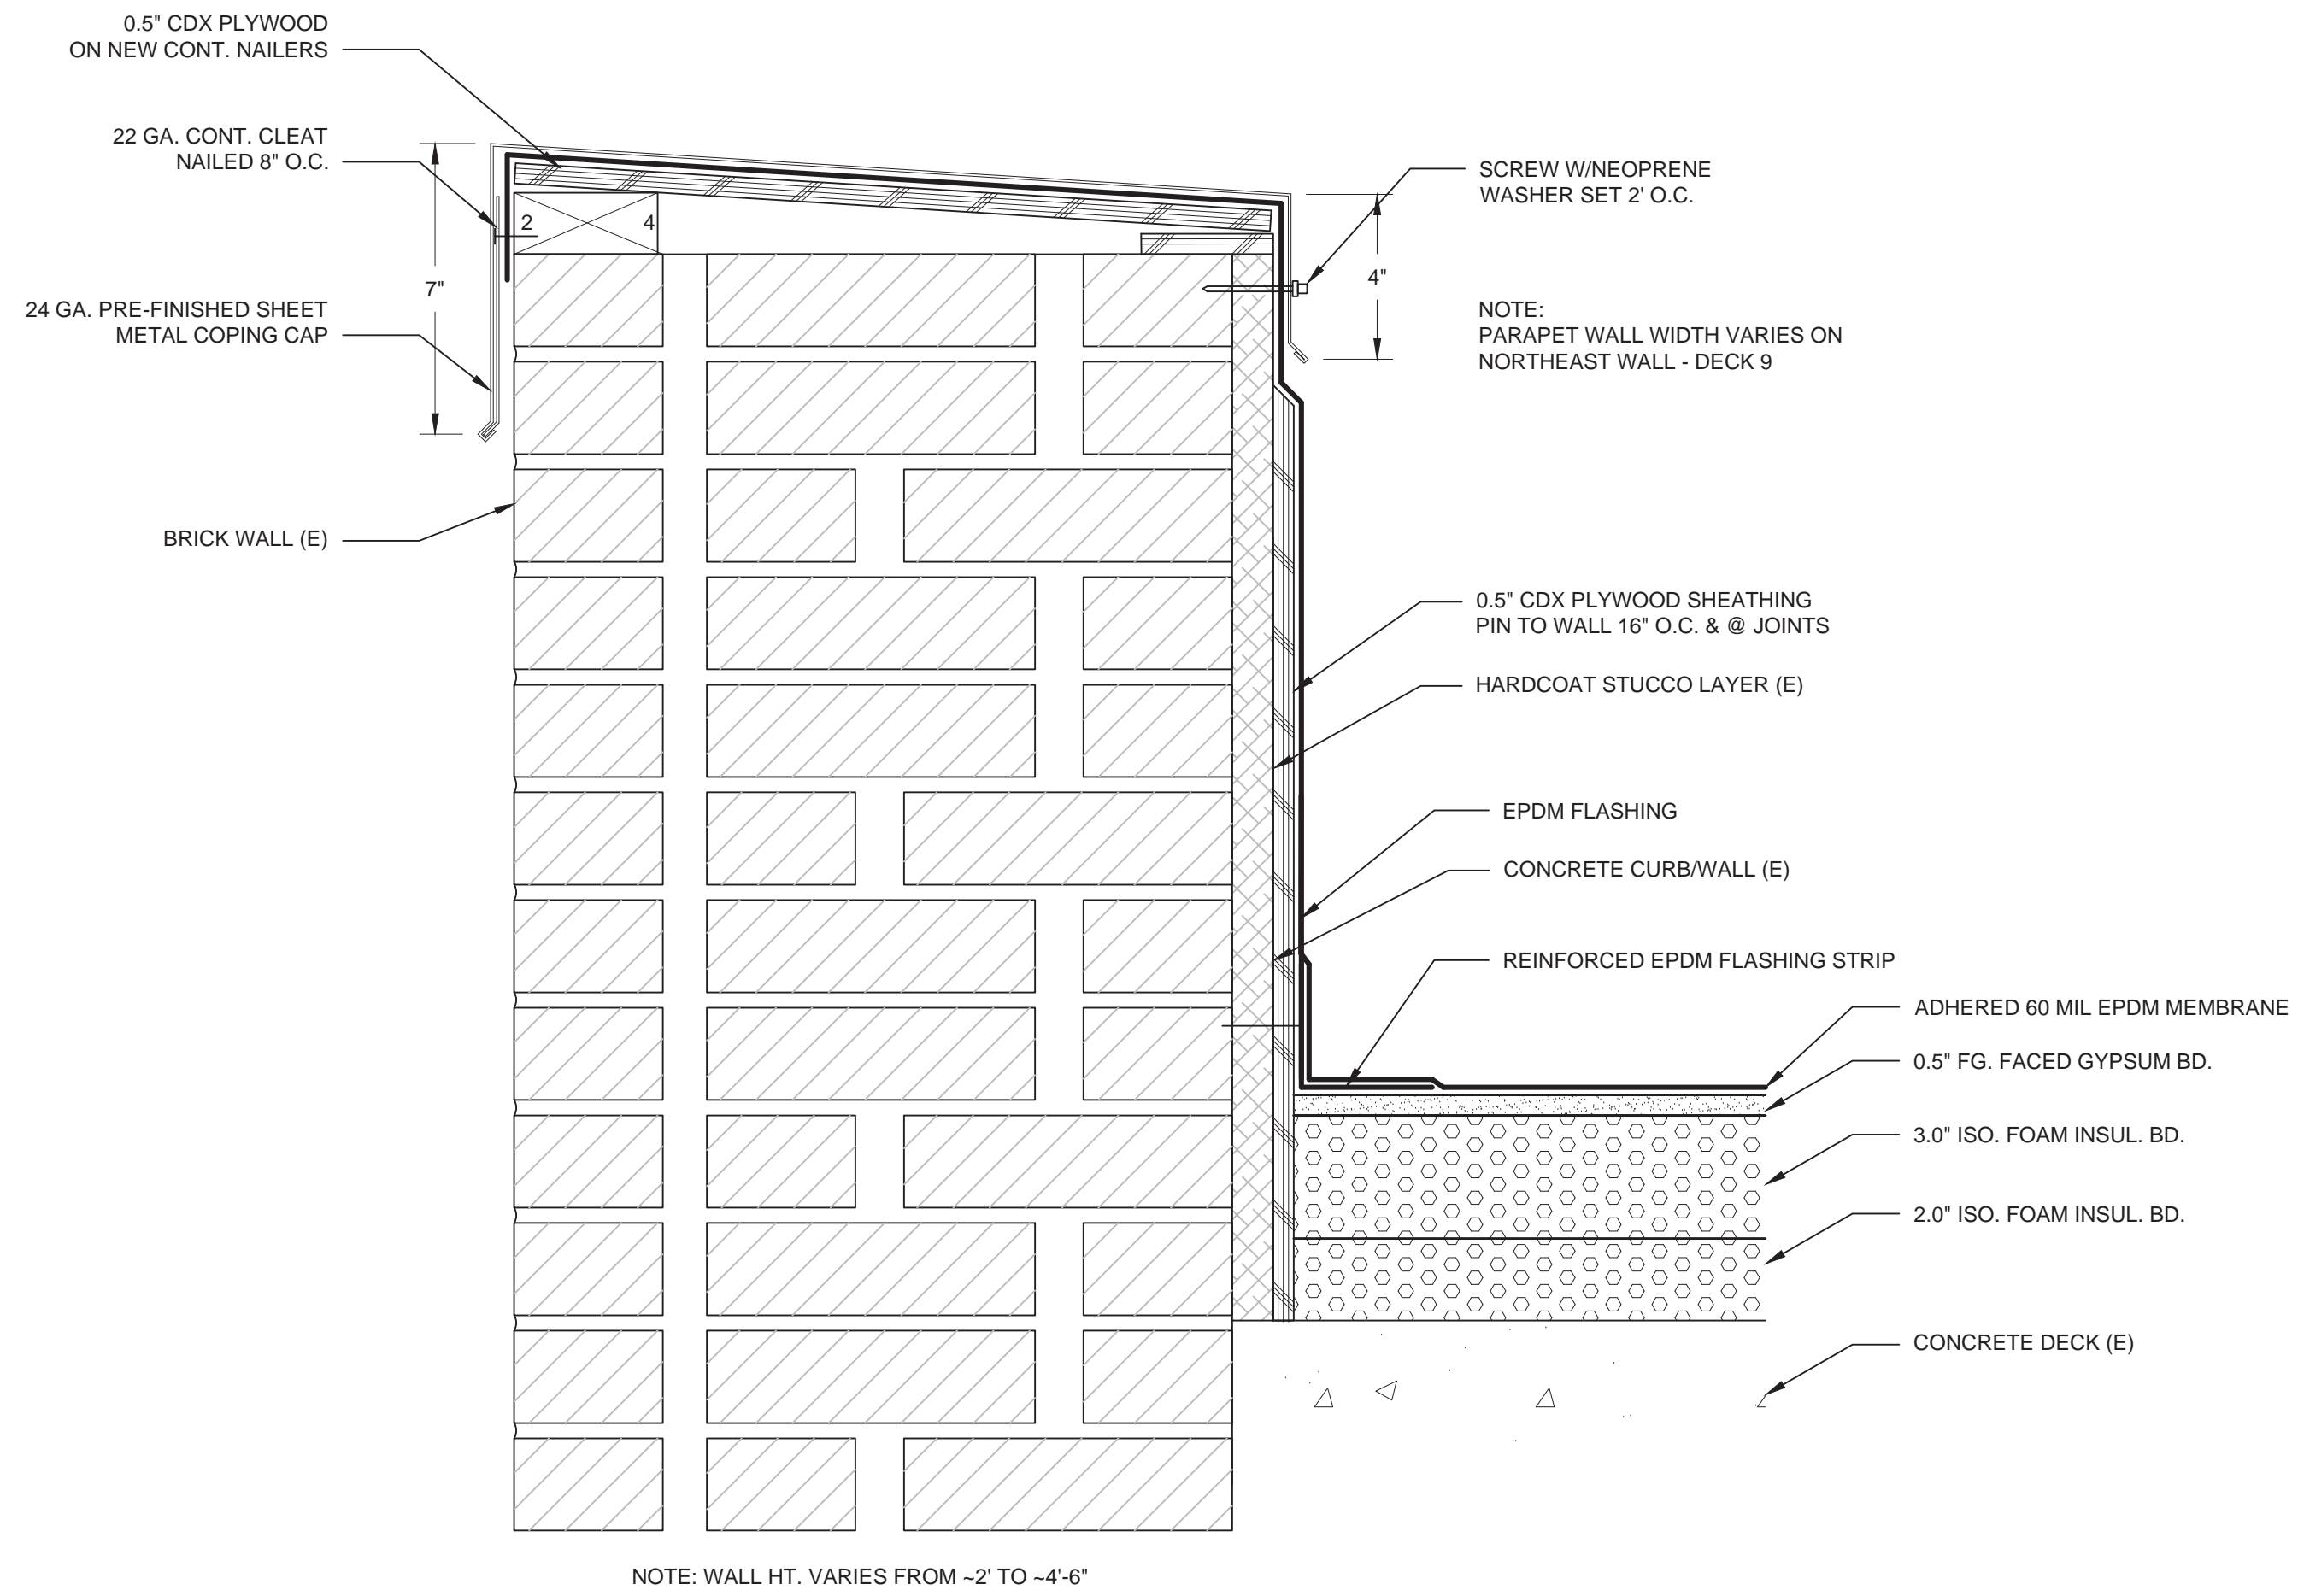 0.5" CDX PLYWOOD
ON NEW CONT. NAILERS
22 GA. CONT. CLEAT
NAILED 8" O.C.
24 GA. PRE-FINISHED SHEET
METAL COPING CAP
BRICK WALL (E)
7"
2 4
4"
SCREW W/NEOPRENE
WASHER SET 2' O.C.
NOTE:
PARAPET WALL WIDTH VARIES ON
NORTHEAST WALL - DECK 9
0.5" CDX PLYWOOD SHEATHING
PIN TO WALL 16" O.C. & @ JOINTS
HARDCOAT STUCCO LAYER (E)
EPDM FLASHING
CONCRETE CURB/WALL (E)
REINFORCED EPDM FLASHING STRIP
ADHERED 60 MIL EPDM MEMBRANE
0.5" FG. FACED GYPSUM BD.
3.0" ISO. FOAM INSUL. BD.
2.0" ISO. FOAM INSUL. BD.
CONCRETE DECK (E)
NOTE: WALL HT. VARIES FROM ~2' TO ~4'-6"